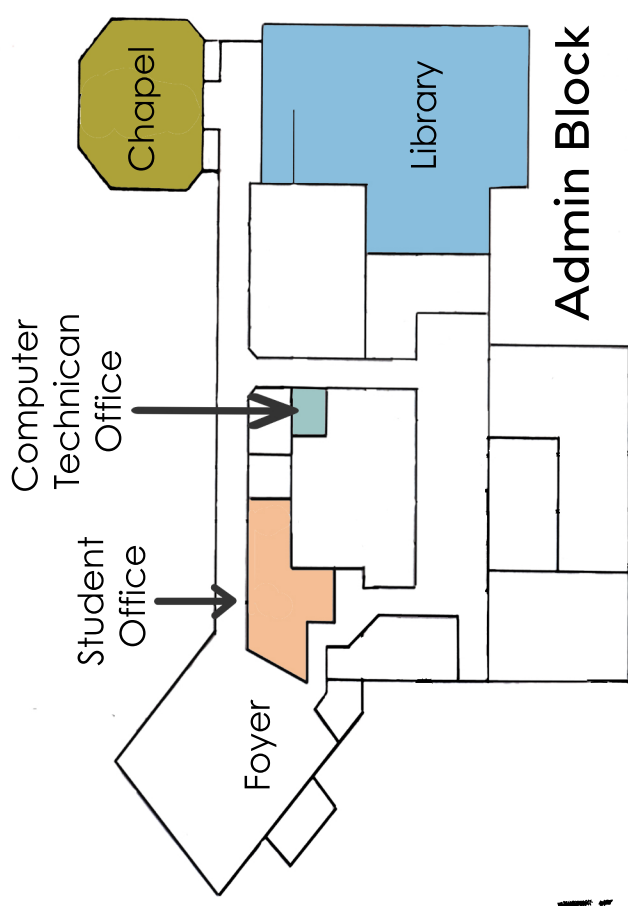 Chapel
Library
Admin Block
Computer
Technican
Office
Student
Office
Foyer